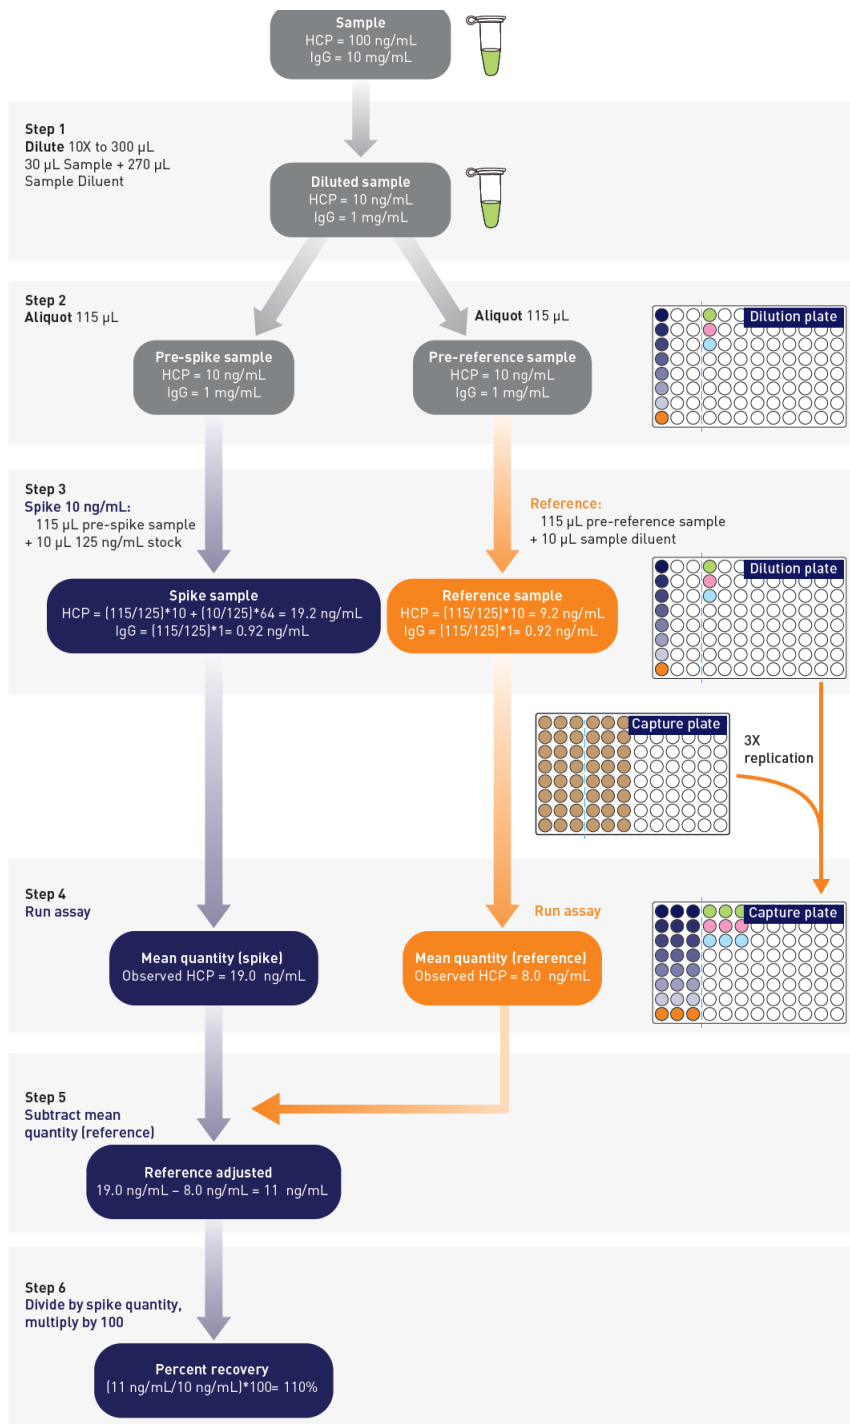 Sample
HCP = 100 ng/mL
IgG = 10 mg/mL
Step 1
Dilute 10X to 300 µL
30 µL Sample + 270 µL
Sample Diluent
Diluted sample
HCP = 10 ng/mL
IgG = 1 mg/mL
Step 2
Aliquot 115 µL
Aliquot 115 µL
Dilution plate
Pre-spike sample
HCP = 10 ng/mL
IgG = 1 mg/mL
Pre-reference sample
HCP = 10 ng/mL
IgG = 1 mg/mL
Step 3
Spike 10 ng/mL:
115 µL pre-spike sample
+ 10 µL 125 ng/mL stock
Reference:
115 µL pre-reference sample
+ 10 µL sample diluent
Dilution plate
Spike sample
HCP = (115/125)*10 + (10/125)*64 = 19.2 ng/mL
IgG = (115/125)*1= 0.92 ng/mL
Reference sample
HCP = (115/125)*10 = 9.2 ng/mL
IgG = (115/125)*1= 0.92 ng/mL
Capture plate
3X
replication
Step 4
Run assay
Run assay
Capture plate
Mean quantity (spike)
Observed HCP = 19.0 ng/mL
Mean quantity (reference)
Observed HCP = 8.0 ng/mL
Step 5
Subtract mean
quantity (reference)
Reference adjusted
19.0 ng/mL – 8.0 ng/mL = 11 ng/mL
Step 6
Divide by spike quantity,
multiply by 100
Percent recovery
(11 ng/mL/10 ng/mL)*100= 110%